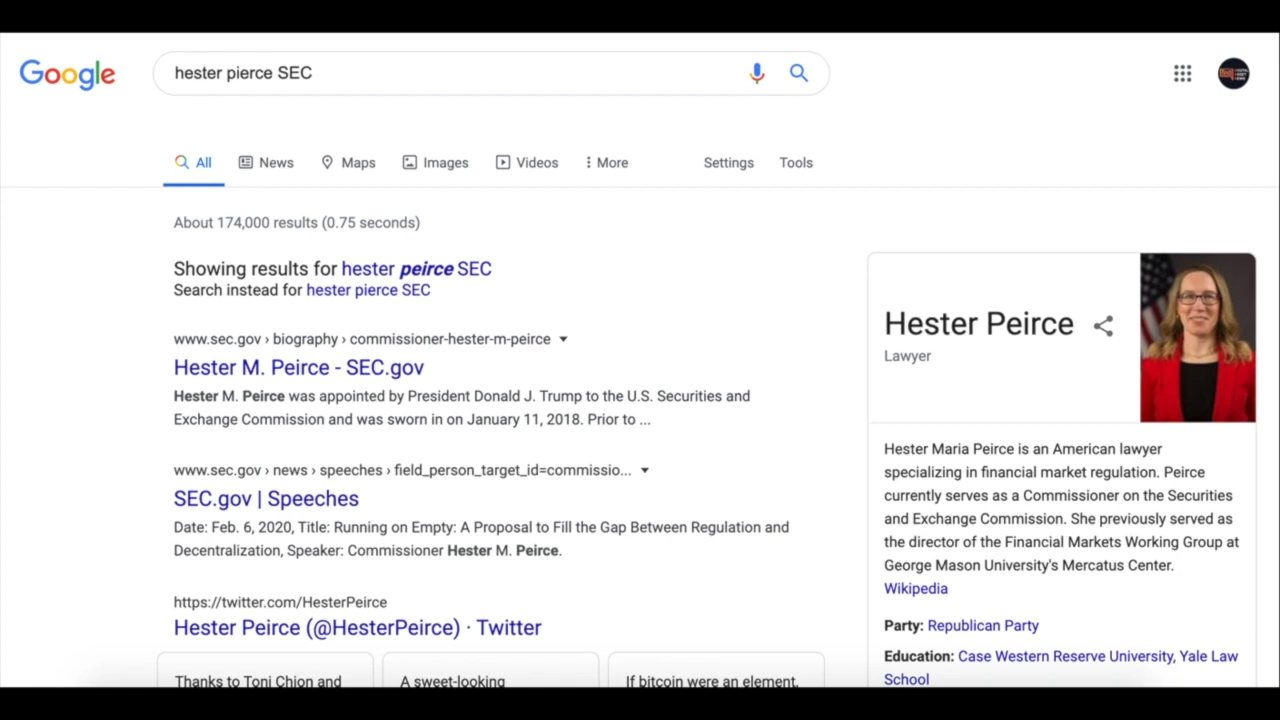 Google
hester pierce SEC
All News Maps Images Videos More Settings Tools
About 174,000 results (0.75 seconds)
Showing results for hester peirce SEC
Search instead for hester pierce SEC
www.sec.gov › biography › commissioner-hester-m-peirce
Hester M. Peirce - SEC.gov
Hester M. Peirce was appointed by President Donald J. Trump to the U.S. Securities and
Exchange Commission and was sworn in on January 11, 2018. Prior to ...
www.sec.gov › news › speeches › field_person_target_id=commissio...
SEC.gov | Speeches
Date: Feb. 6, 2020, Title: Running on Empty: A Proposal to Fill the Gap Between Regulation and
Decentralization, Speaker: Commissioner Hester M. Peirce.
https://twitter.com/HesterPeirce
Hester Peirce (@HesterPeirce) · Twitter
Thanks to Toni Chion and
A sweet-looking
If bitcoin were an element,
Hester Peirce
Lawyer
Hester Maria Peirce is an American lawyer
specializing in financial market regulation. Peirce
currently serves as a Commissioner on the Securities
and Exchange Commission. She previously served as
the director of the Financial Markets Working Group at
George Mason University's Mercatus Center.
Wikipedia
Party: Republican Party
Education: Case Western Reserve University, Yale Law
School